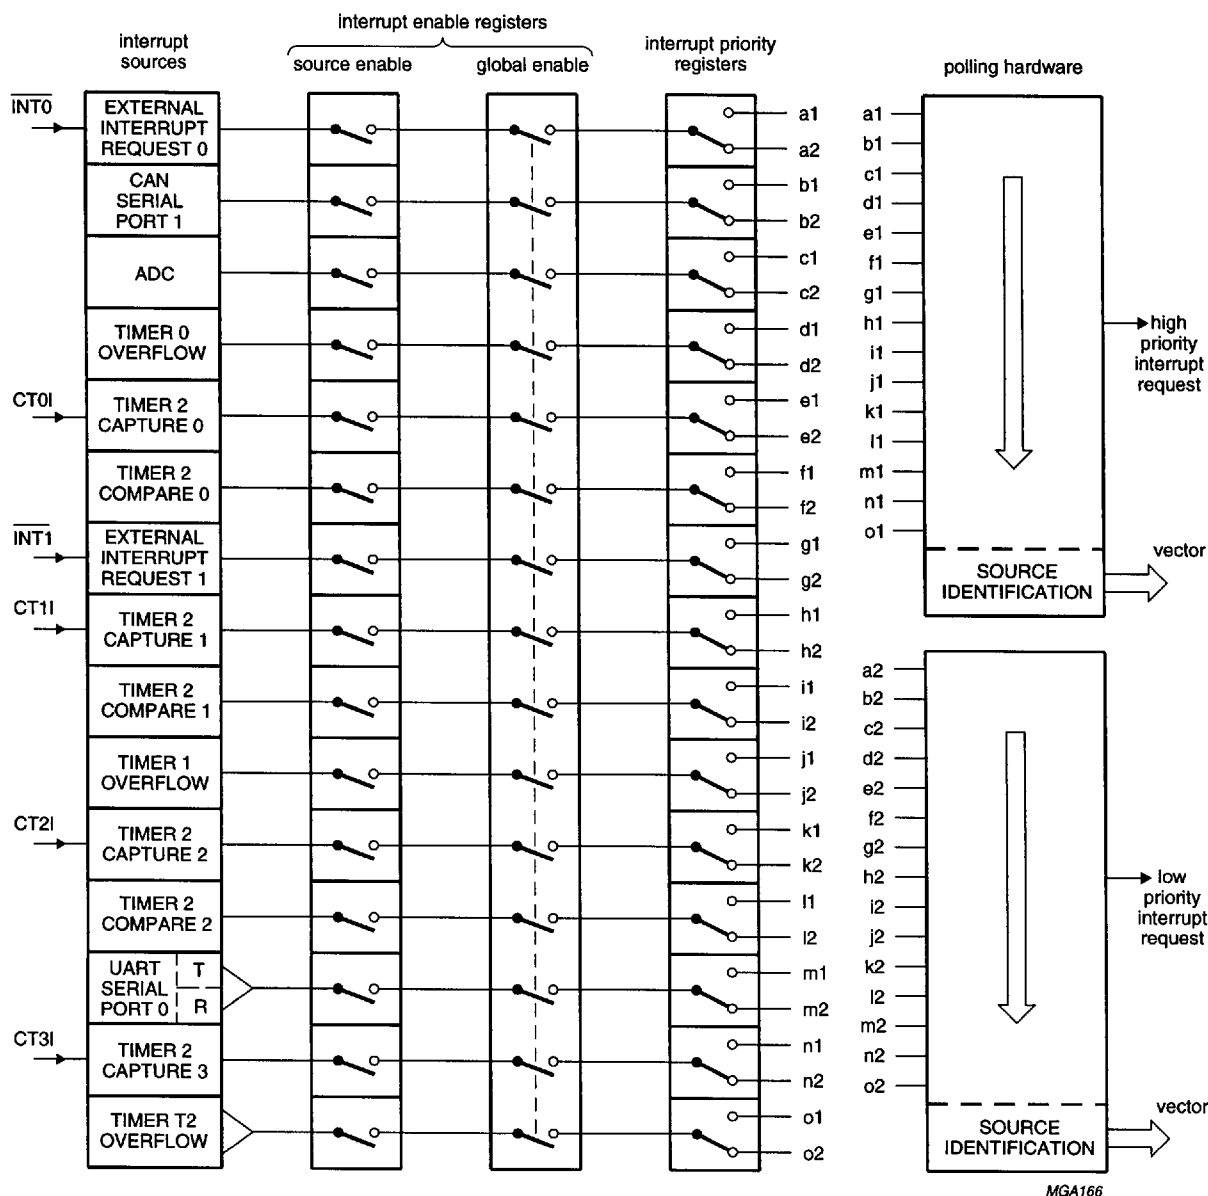 interrupt enable registers
interrupt
sources
source enable
global enable
interrupt priority
registers
polling hardware
INT0
EXTERNAL
INTERRUPT
REQUEST 0
CAN
SERIAL
PORT 1
ADC
TIMER 0
OVERFLOW
CT0I
TIMER 2
CAPTURE 0
TIMER 2
COMPARE 0
INT1
EXTERNAL
INTERRUPT
REQUEST 1
CT1I
TIMER 2
CAPTURE 1
TIMER 2
COMPARE 1
TIMER 1
OVERFLOW
CT2I
TIMER 2
CAPTURE 2
TIMER 2
COMPARE 2
UART
SERIAL
PORT 0
T
R
CT3I
TIMER 2
CAPTURE 3
TIMER T2
OVERFLOW
a1
a2
b1
b2
c1
c2
d1
d2
e1
e2
f1
f2
g1
g2
h1
h2
i1
i2
j1
j2
k1
k2
l1
l2
m1
m2
n1
n2
o1
o2
a1
b1
c1
d1
e1
f1
g1
h1
i1
j1
k1
l1
m1
n1
o1
high
priority
interrupt
request
SOURCE
IDENTIFICATION
vector
a2
b2
c2
d2
e2
f2
g2
h2
i2
j2
k2
l2
m2
n2
o2
low
priority
interrupt
request
SOURCE
IDENTIFICATION
vector
MGA166